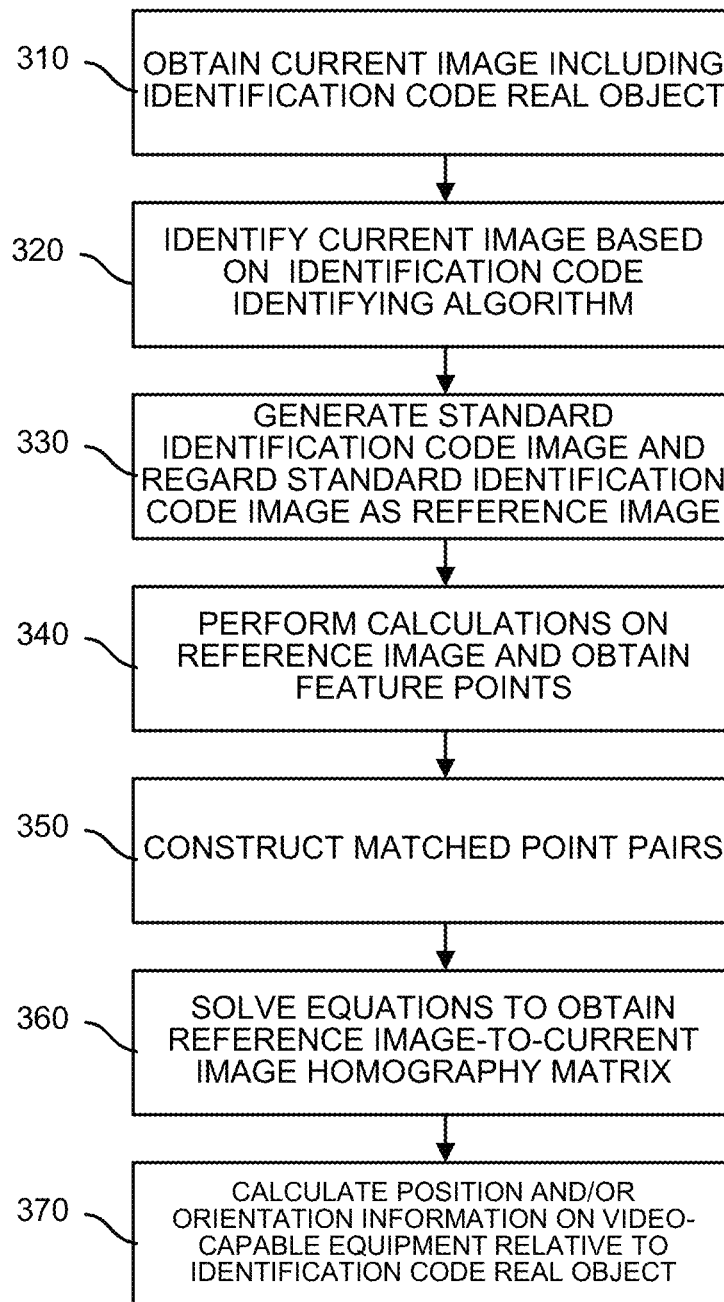 310
OBTAIN CURRENT IMAGE INCLUDING
IDENTIFICATION CODE REAL OBJECT
320
IDENTIFY CURRENT IMAGE BASED
ON IDENTIFICATION CODE
IDENTIFYING ALGORITHM
330
GENERATE STANDARD
IDENTIFICATION CODE IMAGE AND
REGARD STANDARD IDENTIFICATION
CODE IMAGE AS REFERENCE IMAGE
340
PERFORM CALCULATIONS ON
REFERENCE IMAGE AND OBTAIN
FEATURE POINTS
350
CONSTRUCT MATCHED POINT PAIRS
360
SOLVE EQUATIONS TO OBTAIN
REFERENCE IMAGE-TO-CURRENT
IMAGE HOMOGRAPHY MATRIX
370
CALCULATE POSITION AND/OR
ORIENTATION INFORMATION ON VIDEO-
CAPABLE EQUIPMENT RELATIVE TO
IDENTIFICATION CODE REAL OBJECT